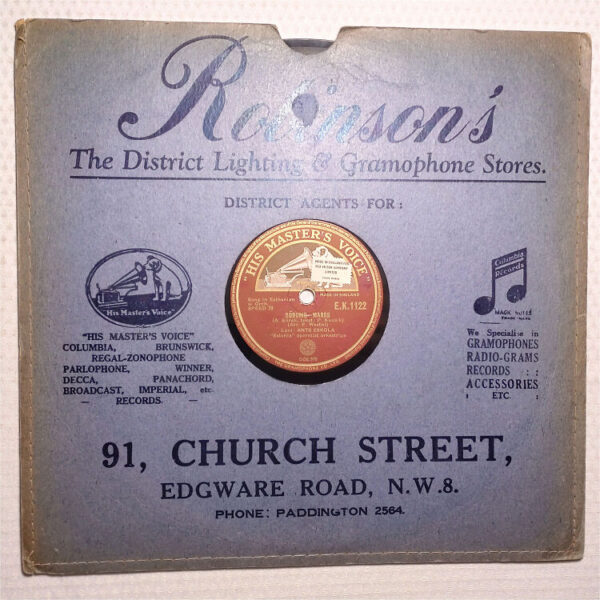 Robinson's
The District Lighting & Gramophone Stores.
DISTRICT AGENTS FOR:
"His Master's Voice"
"HIS MASTER'S VOICE"
COLUMBIA, BRUNSWICK,
REGAL-ZONOPHONE
PARLOPHONE, WINNER,
DECCA, PANACHORD,
BROADCAST, IMPERIAL, etc.
— RECORDS. —
"HIS MASTER'S VOICE"
MADE IN ENGLAND
E.K.1122
SPEED 78
Columbia
Records
We Specialise in
GRAMOPHONES
RADIO-GRAMS
RECORDS : :
ACCESSORIES
: ETC. :
91, CHURCH STREET,
EDGWARE ROAD, N.W.8.
PHONE: PADDINGTON 2564.